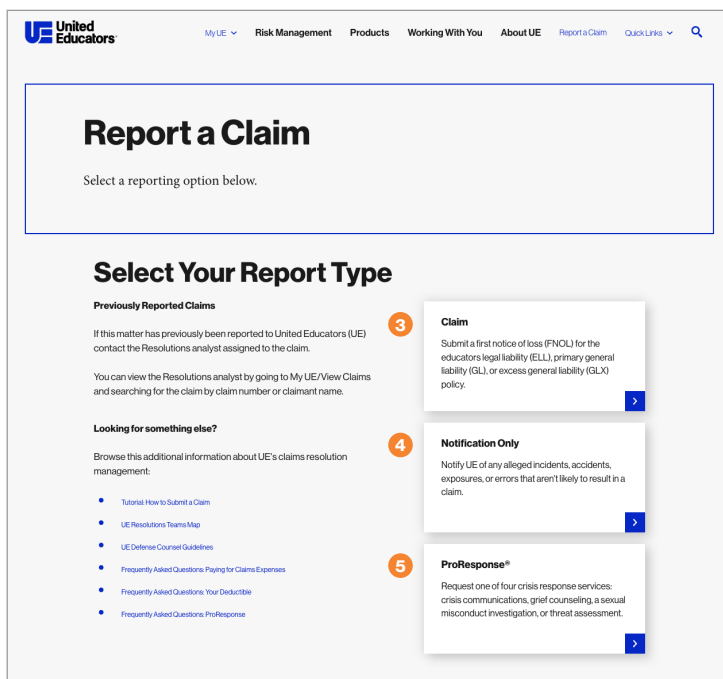 United
Educators
My UE
Risk Management
Products
Working With You
About UE
Report a Claim
Quick Links
Report a Claim
Select a reporting option below.
Select Your Report Type
Previously Reported Claims
If this matter has previously been reported to United Educators (UE)
contact the Resolutions analyst assigned to the claim.
You can view the Resolutions analyst by going to My UE/View Claims
and searching for the claim by claim number or claimant name.
Looking for something else?
Browse this additional information about UE's claims resolution
management:
Tutorial: How to Submit a Claim
UE Resolutions Teams Map
UE Defense Counsel Guidelines
Frequently Asked Questions: Paying for Claims Expenses
Frequently Asked Questions: Your Deductible
Frequently Asked Questions: ProResponse
3
Claim
Submit a first notice of loss (FNOL) for the
educators legal liability (ELL), primary general
liability (GL), or excess general liability (GLX)
policy.
4
Notification Only
Notify UE of any alleged incidents, accidents,
exposures, or errors that aren't likely to result in a
claim.
5
ProResponse®
Request one of four crisis response services:
crisis communications, grief counseling, a sexual
misconduct investigation, or threat assessment.